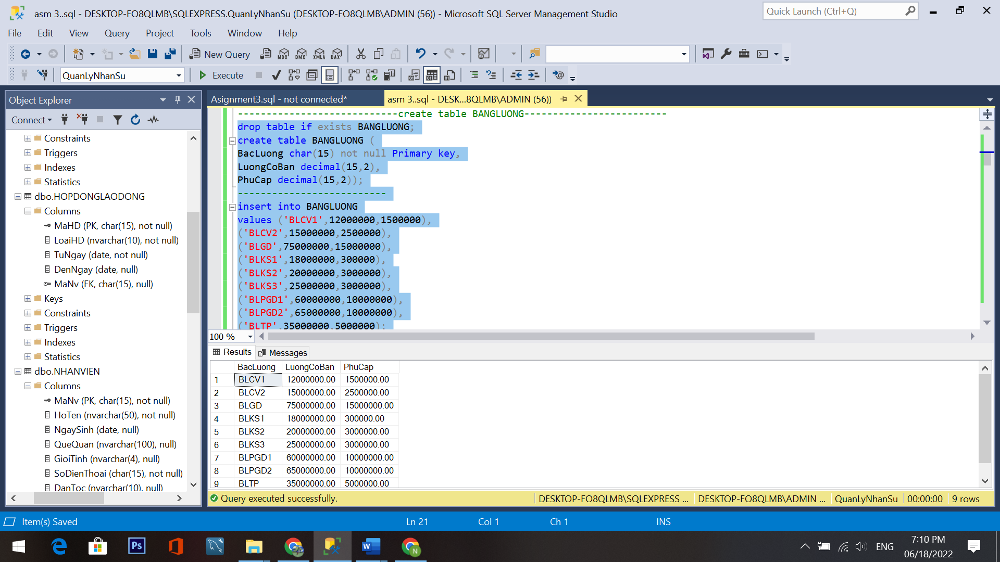 asm 3..sql - DESKTOP-FO8QLMB\SQLEXPRESS.QuanLyNhanSu (DESKTOP-FO8QLMB\ADMIN (56)) - Microsoft SQL Server Management Studio
Quick Launch (Ctrl+Q)
File Edit View Query Project Tools Window Help
New Query MDX DMX XMLA DAX
QuanLyNhanSu Execute
Object Explorer
Connect
Constraints
Triggers
Indexes
Statistics
dbo.HOPDONGLAODONG
Columns
MaHD (PK, char(15), not null)
LoaiHD (nvarchar(10), not null)
TuNgay (date, not null)
DenNgay (date, null)
MaNv (FK, char(15), null)
Keys
Constraints
Triggers
Indexes
Statistics
dbo.NHANVIEN
Columns
MaNv (PK, char(15), not null)
HoTen (nvarchar(50), not null)
NgaySinh (date, null)
QueQuan (nvarchar(100), null)
GioiTinh (nvarchar(4), null)
SoDienThoai (char(15), not null)
DanToc (nvarchar(10), null)
Asignment3.sql - not connected*
asm 3..sql - DESK...8QLMB\ADMIN (56))
----------------------------create table BANGLUONG-------------------------
drop table if exists BANGLUONG;
create table BANGLUONG (
BacLuong char(15) not null Primary key,
LuongCoBan decimal(15,2),
PhuCap decimal(15,2));
--------------------------
insert into BANGLUONG
values ('BLCV1',12000000,1500000),
('BLCV2',15000000,2500000),
('BLGD',75000000,15000000),
('BLKS1',18000000,300000),
('BLKS2',20000000,3000000),
('BLKS3',25000000,3000000),
('BLPGD1',60000000,10000000),
('BLPGD2',65000000,10000000),
('BLTP',35000000,5000000);
100 %
Results Messages
BacLuong LuongCoBan PhuCap
1 BLCV1 12000000.00 1500000.00
2 BLCV2 15000000.00 2500000.00
3 BLGD 75000000.00 15000000.00
4 BLKS1 18000000.00 300000.00
5 BLKS2 20000000.00 3000000.00
6 BLKS3 25000000.00 3000000.00
7 BLPGD1 60000000.00 10000000.00
8 BLPGD2 65000000.00 10000000.00
9 BLTP 35000000.00 5000000.00
Query executed successfully. DESKTOP-FO8QLMB\SQLEXPRESS ... DESKTOP-FO8QLMB\ADMIN ... QuanLyNhanSu 00:00:00 9 rows
Item(s) Saved Ln 21 Col 1 Ch 1 INS
Ps W N ENG
7:10 PM
06/18/2022